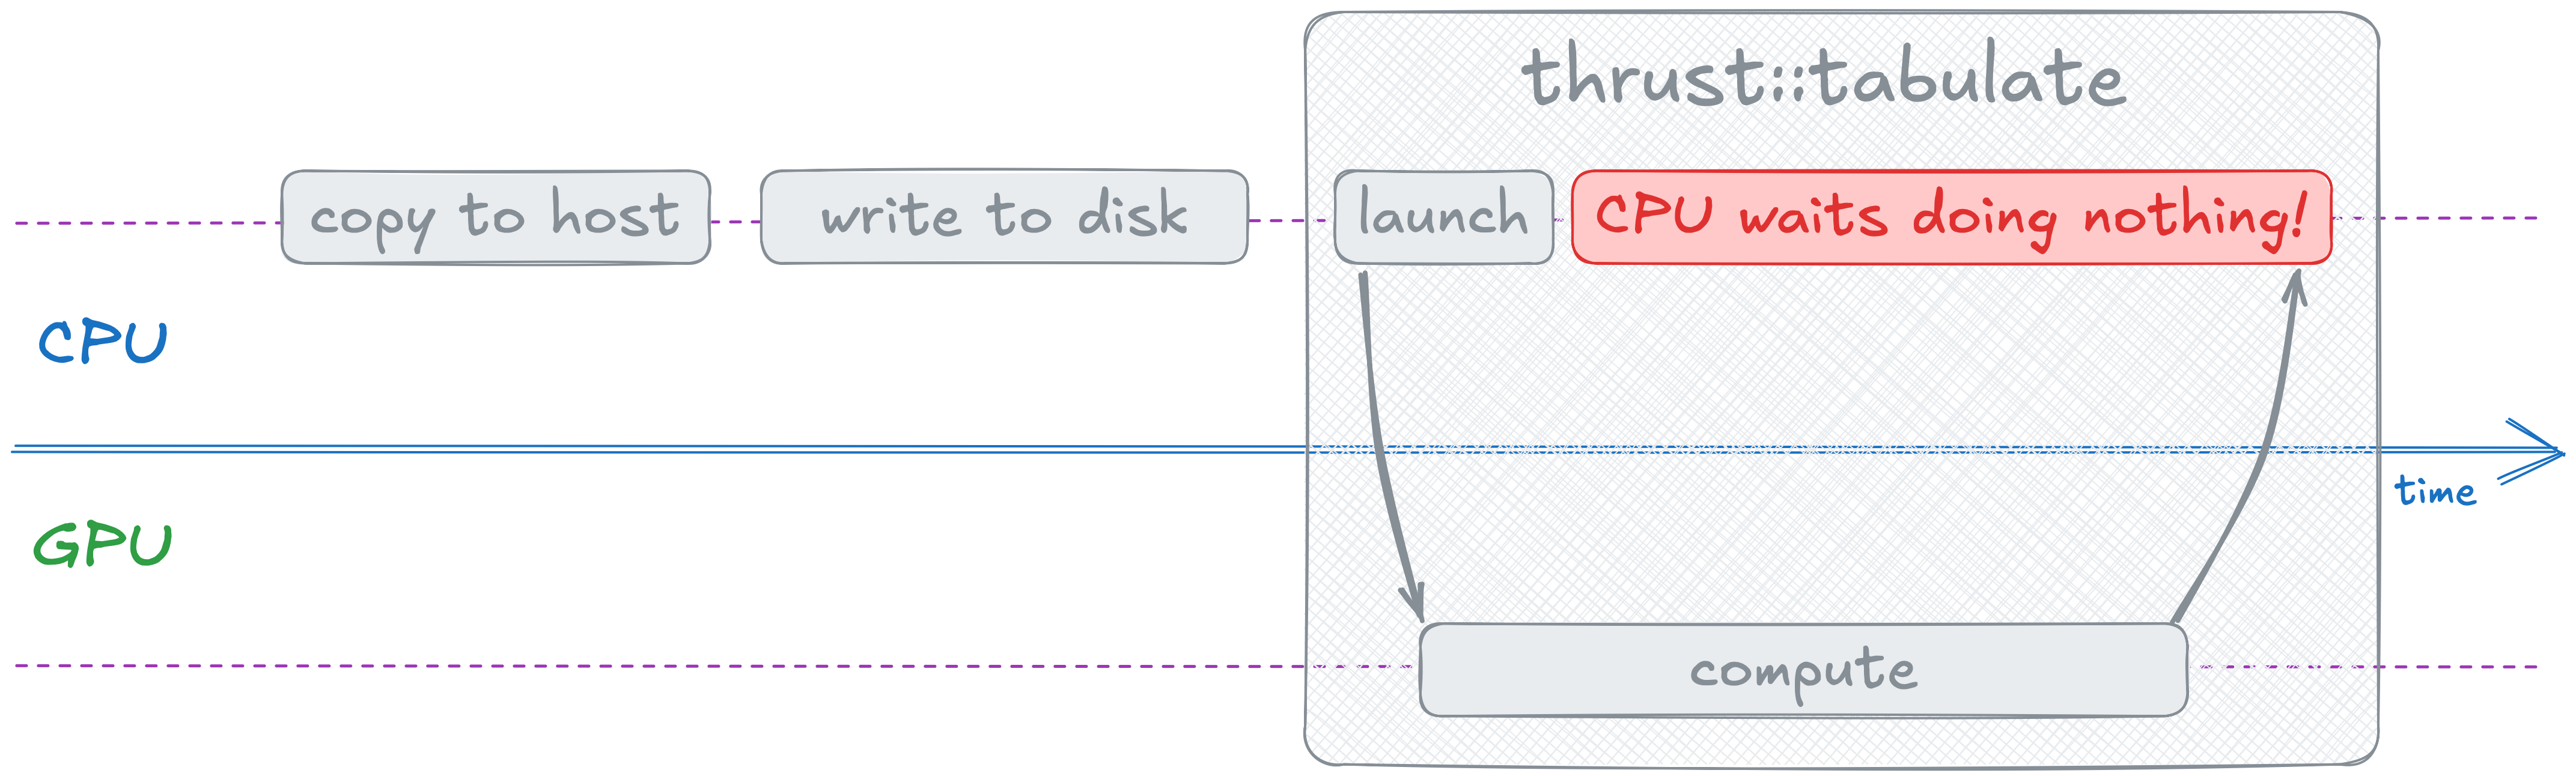 thrust::tabulate
copy to host
write to disk
launch
CPU waits doing nothing!
CPU
time
GPU
compute